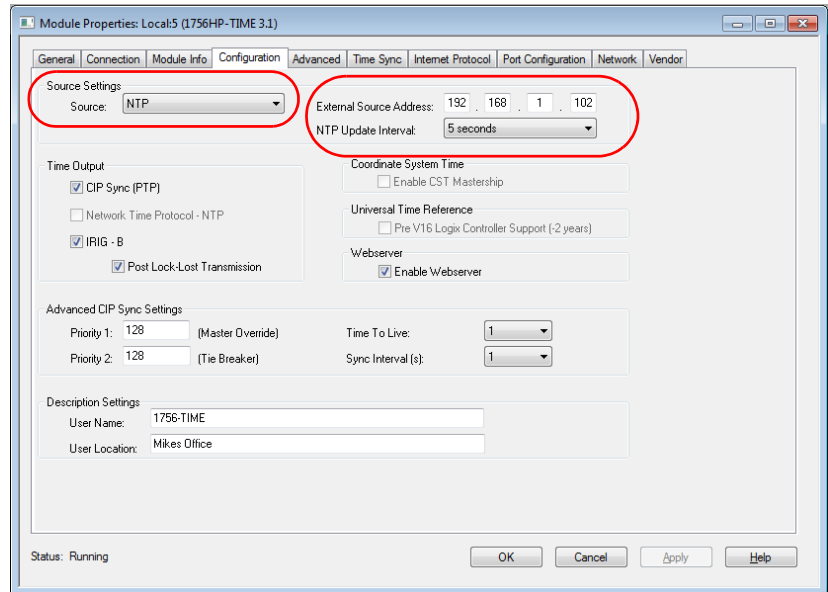 Module Properties: Local:5 (1756HP-TIME 3.1)
General Connection Module Info Configuration Advanced Time Sync Internet Protocol Port Configuration Network Vendor
Source Settings
Source: NTP
External Source Address: 192 . 168 . 1 . 102
NTP Update Interval: 5 seconds
Time Output
CIP Sync (PTP)
Network Time Protocol - NTP
IRIG - B
Post Lock-Lost Transmission
Coordinate System Time
Enable CST Mastership
Universal Time Reference
Pre V16 Logix Controller Support (-2 years)
Webserver
Enable Webserver
Advanced CIP Sync Settings
Priority 1: 128 (Master Override)
Priority 2: 128 (Tie Breaker)
Time To Live: 1
Sync Interval (s): 1
Description Settings
User Name: 1756-TIME
User Location: Mikes Office
Status: Running
OK Cancel Apply Help